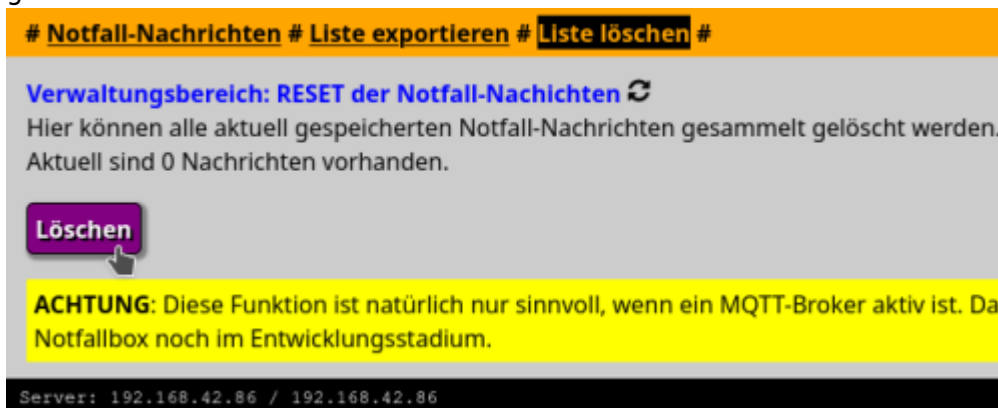 # Notfall-Nachrichten # Liste exportieren # Liste löschen #
Verwaltungsbereich: RESET der Notfall-Nachichten
Hier können alle aktuell gespeicherten Notfall-Nachrichten gesammelt gelöscht werden.
Aktuell sind 0 Nachrichten vorhanden.
Löschen
ACHTUNG: Diese Funktion ist natürlich nur sinnvoll, wenn ein MQTT-Broker aktiv ist. Da
Notfallbox noch im Entwicklungsstadium.
Server: 192.168.42.86 / 192.168.42.86